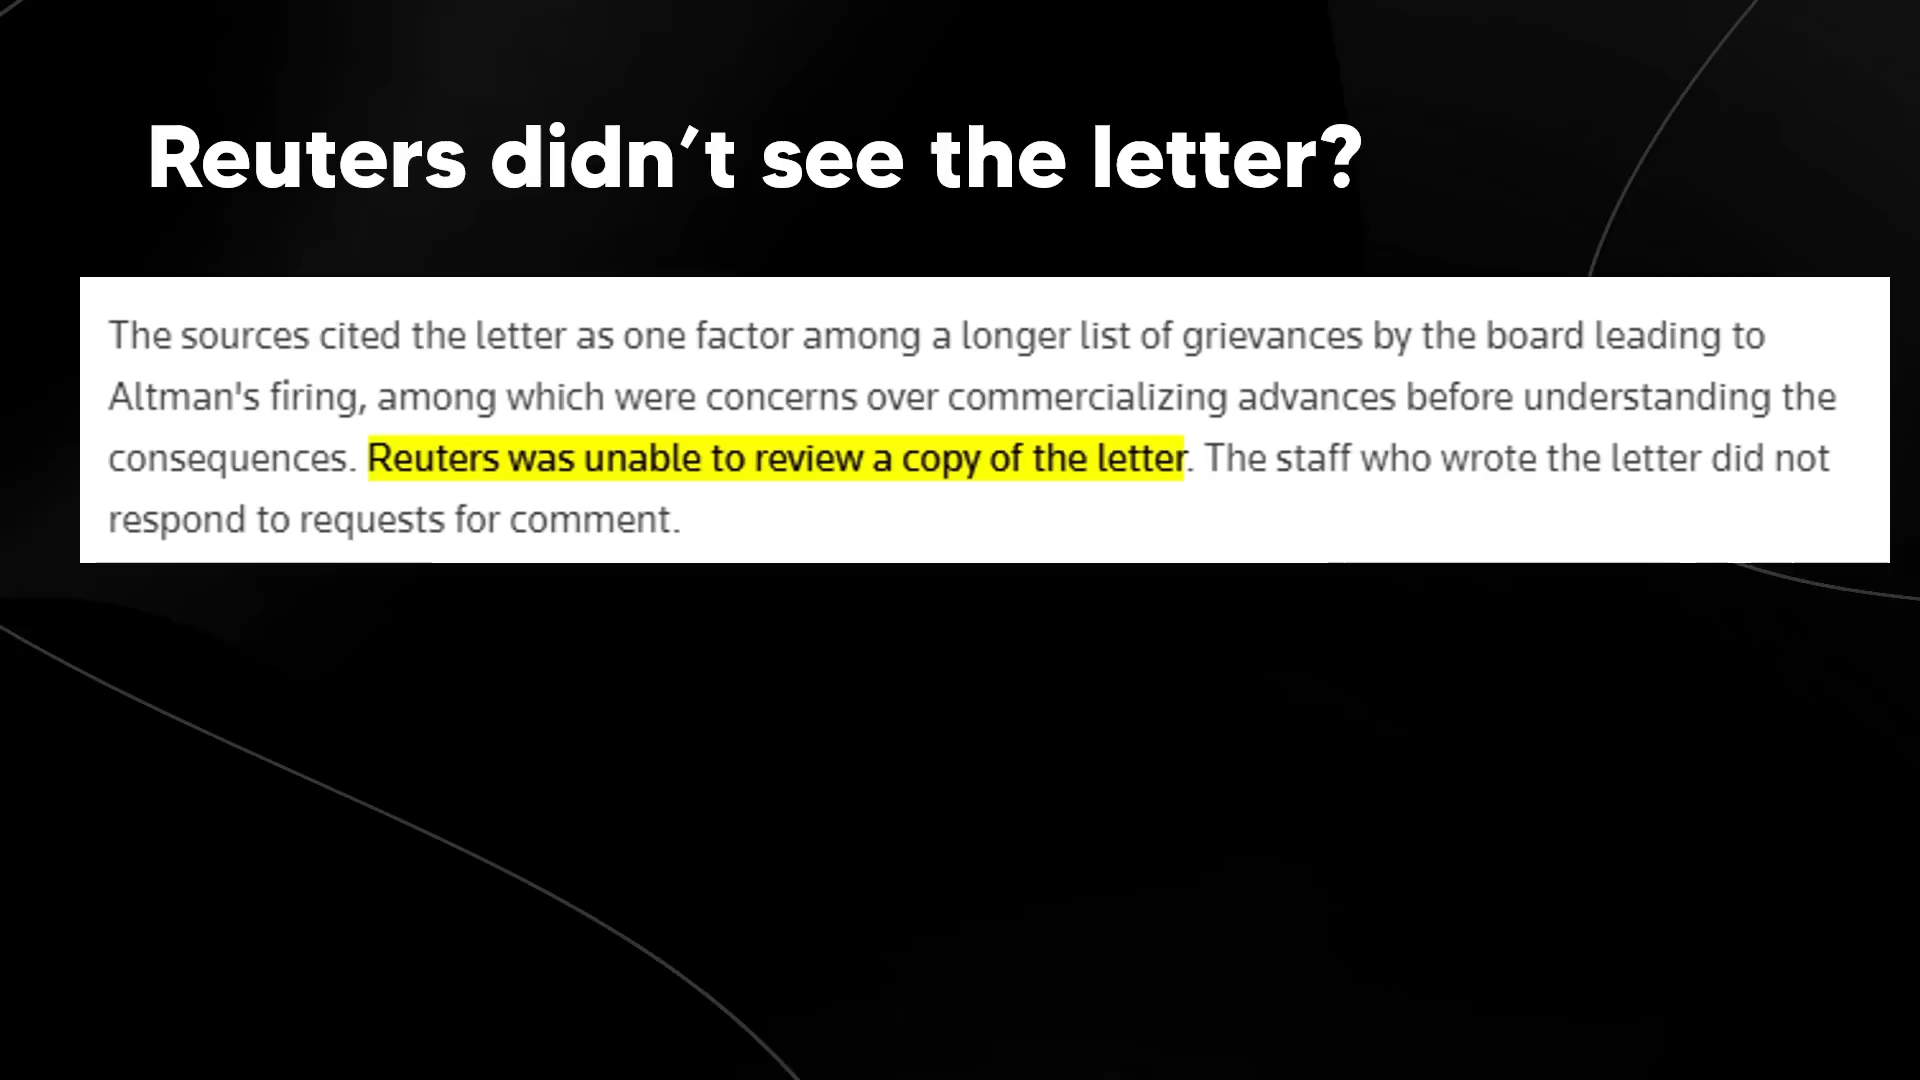 Reuters didn’t see the letter?
The sources cited the letter as one factor among a longer list of grievances by the board leading to
Altman's firing, among which were concerns over commercializing advances before understanding the
consequences. Reuters was unable to review a copy of the letter. The staff who wrote the letter did not
respond to requests for comment.